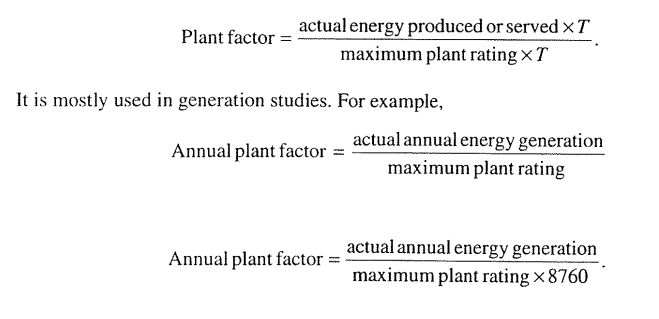 Plant factor = actual energy produced or served × T / maximum plant rating × T.
It is mostly used in generation studies. For example,
Annual plant factor = actual annual energy generation / maximum plant rating
Annual plant factor = actual annual energy generation / maximum plant rating × 8760.